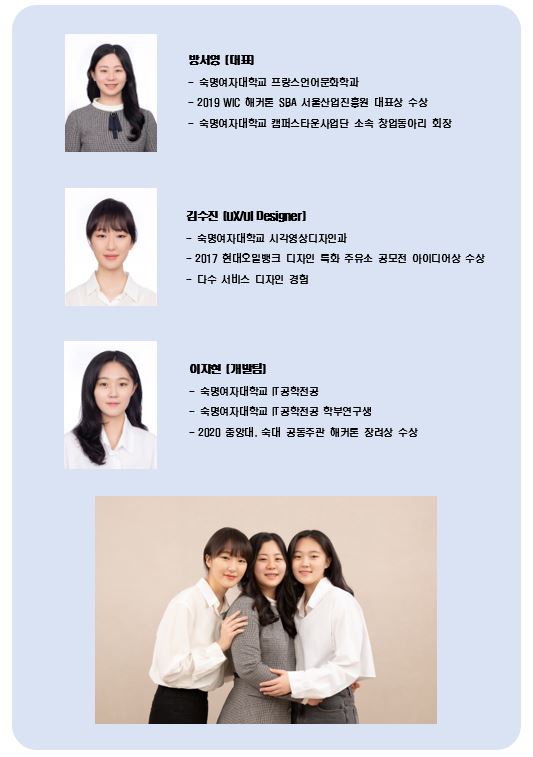 방서영 [대표]
- 숙명여자대학교 프랑스언어문화학과
- 2019 WIC 해커톤 SBA 서울산업진흥원 대표상 수상
- 숙명여자대학교 캠퍼스타운사업단 소속 창업동아리 회장
김수진 [UX/UI Designer]
- 숙명여자대학교 시각영상디자인과
- 2017 현대오일뱅크 디자인 특화 주유소 공모전 아이디어상 수상
- 다수 서비스 디자인 경험
이지현 [개발팀]
- 숙명여자대학교 IT공학전공
- 숙명여자대학교 IT공학전공 학부연구생
- 2020 중앙대, 숙대 공동주관 해커톤 장려상 수상